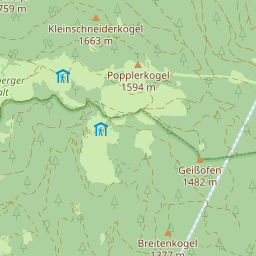 759 m
Kleinschneiderkogel
1663 m
Popplerkogel
1594 m
berger
alt
Geißofen
1482 m
Breitenkogel
1377 m